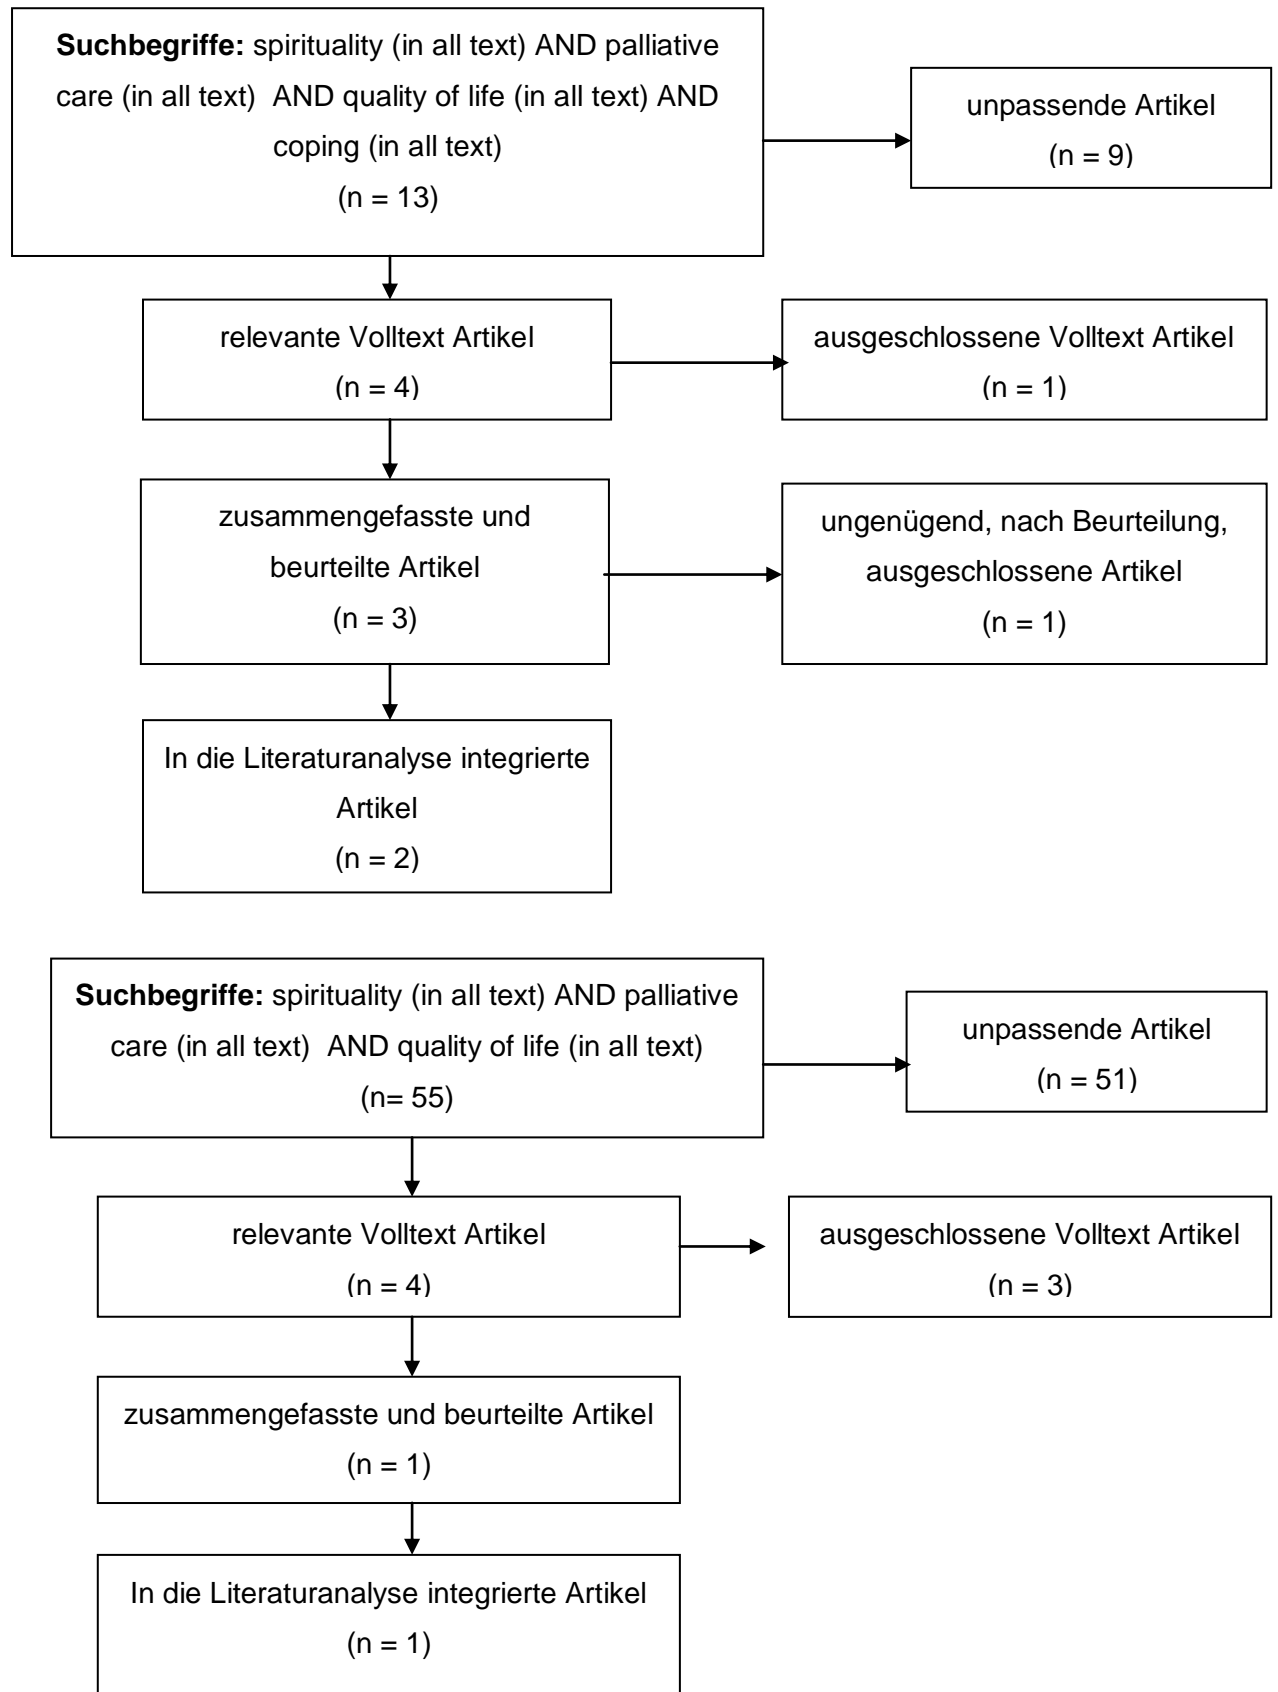 Suchbegriffe: spirituality (in all text) AND palliative
care (in all text)  AND quality of life (in all text) AND
coping (in all text)
(n = 13)
unpassende Artikel
(n = 9)
relevante Volltext Artikel
(n = 4)
ausgeschlossene Volltext Artikel
(n = 1)
zusammengefasste und
beurteilte Artikel
(n = 3)
ungenügend, nach Beurteilung,
ausgeschlossene Artikel
(n = 1)
In die Literaturanalyse integrierte
Artikel
(n = 2)
Suchbegriffe: spirituality (in all text) AND palliative
care (in all text)  AND quality of life (in all text)
(n= 55)
unpassende Artikel
(n = 51)
relevante Volltext Artikel
(n = 4)
ausgeschlossene Volltext Artikel
(n = 3)
zusammengefasste und beurteilte Artikel
(n = 1)
In die Literaturanalyse integrierte Artikel
(n = 1)